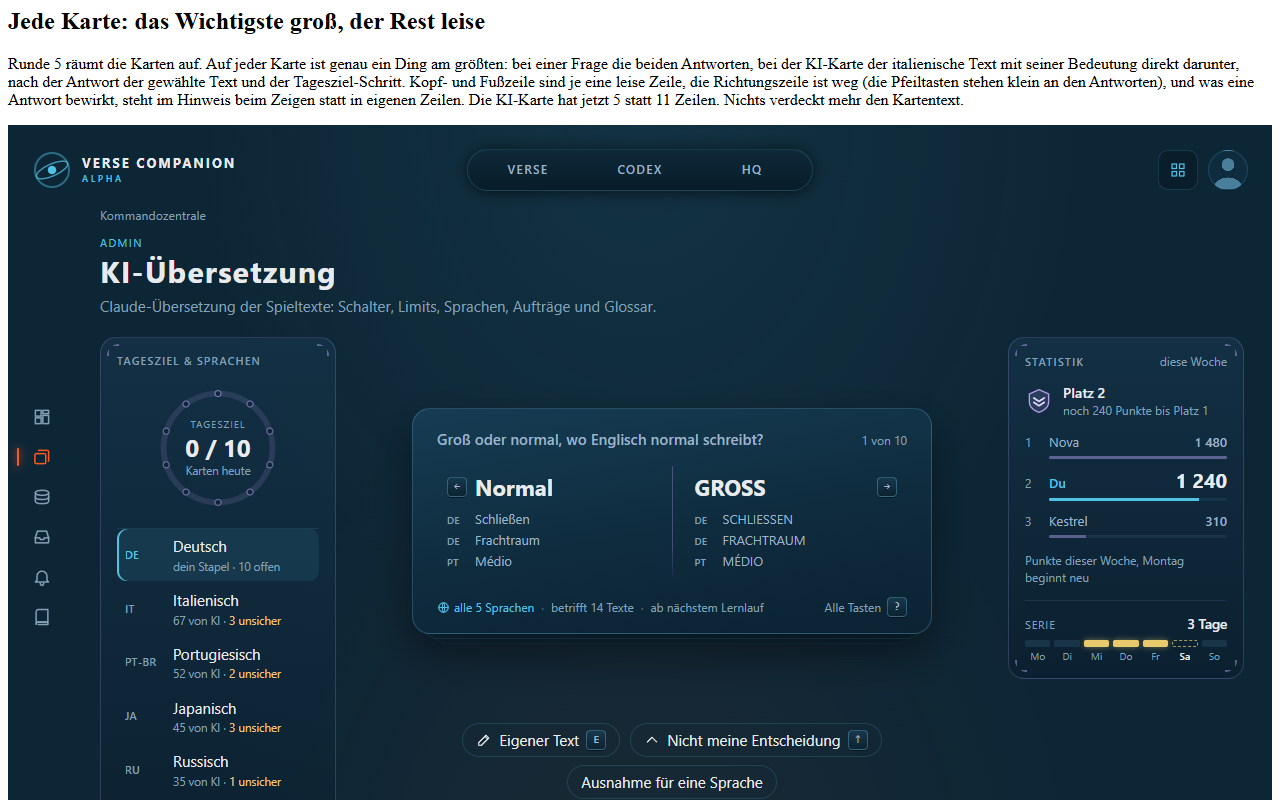 Jede Karte: das Wichtigste groß, der Rest leise
Runde 5 räumt die Karten auf. Auf jeder Karte ist genau ein Ding am größten: bei einer Frage die beiden Antworten, bei der KI-Karte der italienische Text mit seiner Bedeutung direkt darunter,
nach der Antwort der gewählte Text und der Tagesziel-Schritt. Kopf- und Fußzeile sind je eine leise Zeile, die Richtungszeile ist weg (die Pfeiltasten stehen klein an den Antworten), und was eine
Antwort bewirkt, steht im Hinweis beim Zeigen statt in eigenen Zeilen. Die KI-Karte hat jetzt 5 statt 11 Zeilen. Nichts verdeckt mehr den Kartentext.
VERSE COMPANION
ALPHA
VERSE CODEX HQ
Kommandozentrale
ADMIN
KI-Übersetzung
Claude-Übersetzung der Spieltexte: Schalter, Limits, Sprachen, Aufträge und Glossar.
TAGESZIEL & SPRACHEN
TAGESZIEL
0 / 10
Karten heute
DE Deutsch
dein Stapel · 10 offen
IT Italienisch
67 von KI · 3 unsicher
PT-BR Portugiesisch
52 von KI · 2 unsicher
JA Japanisch
45 von KI · 3 unsicher
RU Russisch
35 von KI · 1 unsicher
Groß oder normal, wo Englisch normal schreibt? 1 von 10
← Normal
DE Schließen
DE Frachtraum
PT Médio
GROSS →
DE SCHLIESSEN
DE FRACHTRAUM
PT MÉDIO
alle 5 Sprachen · betrifft 14 Texte · ab nächstem Lernlauf Alle Tasten ?
Eigener Text E
Nicht meine Entscheidung ↑
Ausnahme für eine Sprache
STATISTIK diese Woche
Platz 2
noch 240 Punkte bis Platz 1
1 Nova 1 480
2 Du 1 240
3 Kestrel 310
Punkte dieser Woche, Montag
beginnt neu
SERIE 3 Tage
Mo Di Mi Do Fr Sa So